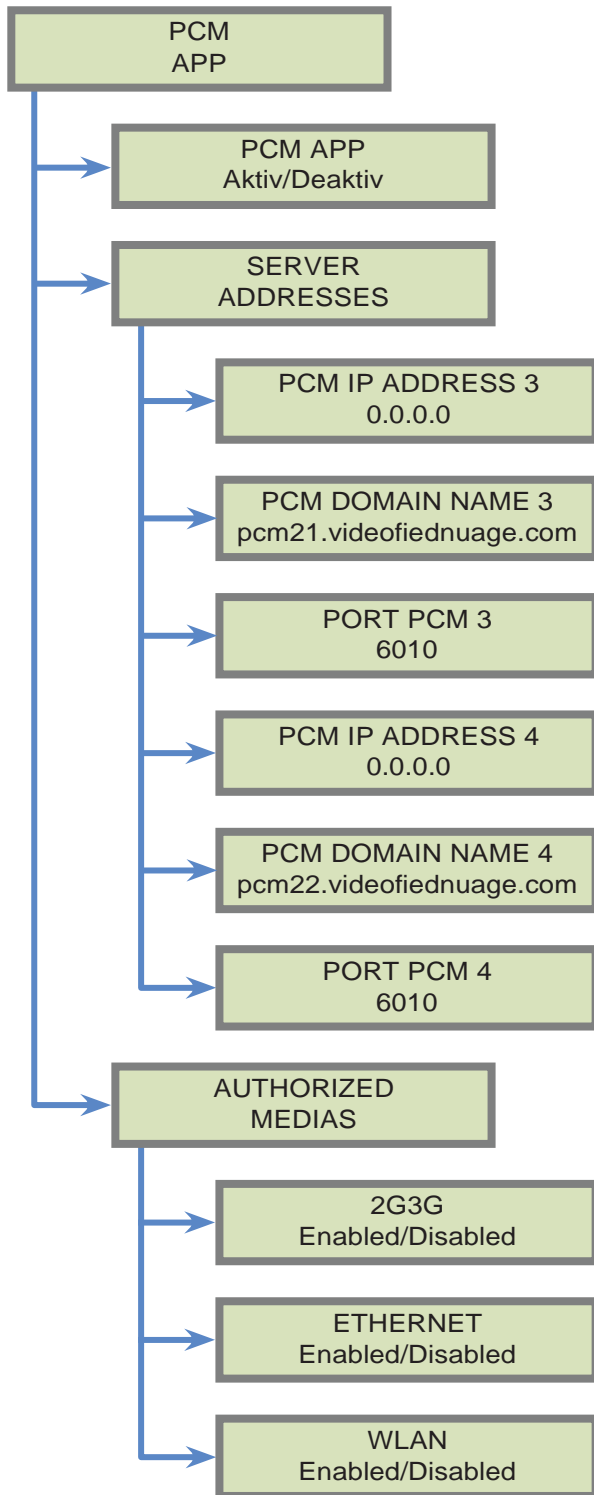 PCM
APP
PCM APP
Aktiv/Deaktiv
SERVER
ADDRESSES
PCM IP ADDRESS 3
0.0.0.0
PCM DOMAIN NAME 3
pcm21.videofiednuage.com
PORT PCM 3
6010
PCM IP ADDRESS 4
0.0.0.0
PCM DOMAIN NAME 4
pcm22.videofiednuage.com
PORT PCM 4
6010
AUTHORIZED
MEDIAS
2G3G
Enabled/Disabled
ETHERNET
Enabled/Disabled
WLAN
Enabled/Disabled